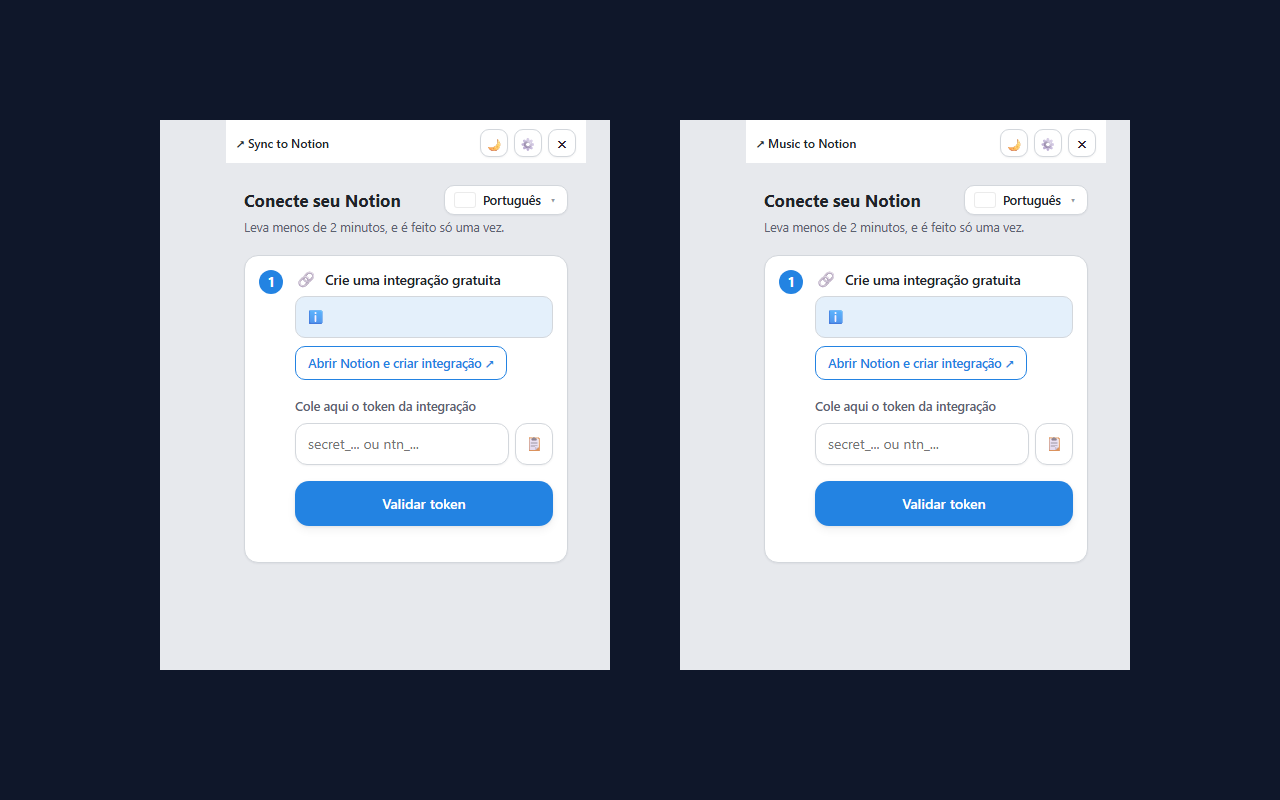 ↗ Sync to Notion
Conecte seu Notion
Português
Leva menos de 2 minutos, e é feito só uma vez.
1
Crie uma integração gratuita
Abrir Notion e criar integração ↗
Cole aqui o token da integração
secret_... ou ntn_...
Validar token
↗ Music to Notion
Conecte seu Notion
Português
Leva menos de 2 minutos, e é feito só uma vez.
1
Crie uma integração gratuita
Abrir Notion e criar integração ↗
Cole aqui o token da integração
secret_... ou ntn_...
Validar token